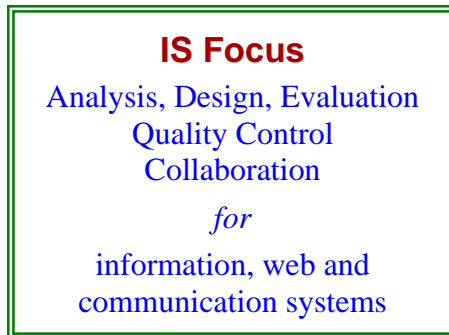 IS Focus
Analysis, Design, Evaluation
Quality Control
Collaboration
for
information, web and
communication systems